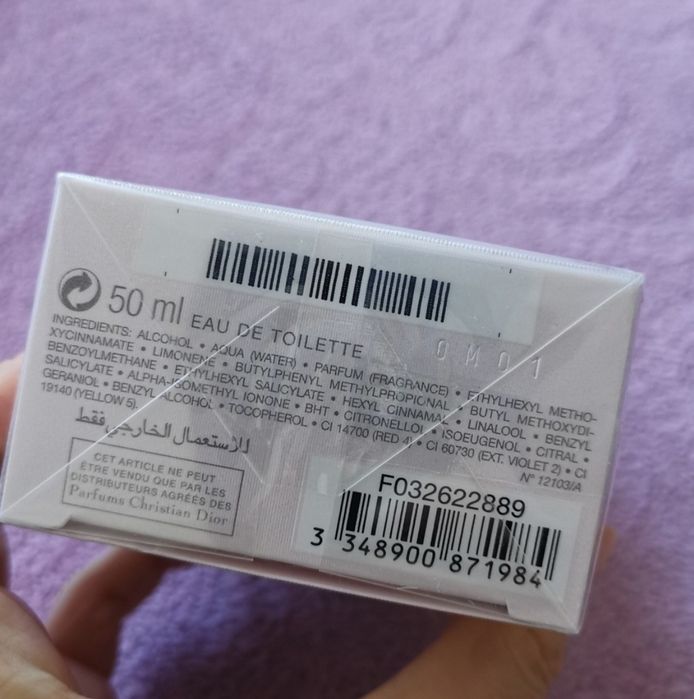 50 ml EAU DE TOILETTE
0M01
INGREDIENTS: ALCOHOL • AQUA (WATER) • PARFUM (FRAGRANCE) • ETHYLHEXYL METHO-
XYCINNAMATE • LIMONENE • BUTYLPHENYL METHYLPROPIONAL • BUTYL METHOXYDI-
BENZOYLMETHANE • ETHYLHEXYL SALICYLATE • HEXYL CINNAMAL • LINALOOL • BENZYL
SALICYLATE • ALPHA-ISOMETHYL IONONE • BHT • CITRONELLOL • ISOEUGENOL • CITRAL •
GERANIOL • BENZYL ALCOHOL • TOCOPHEROL • CI 14700 (RED 4) • CI 60730 (EXT. VIOLET 2) • CI
19140 (YELLOW 5).
N° 12103/A
للاستعمال الخارجي فقط
CET ARTICLE NE PEUT
ÊTRE VENDU QUE PAR LES
DISTRIBUTEURS AGRÉÉS DES
Parfums Christian Dior
F032622889
3 348900 871984